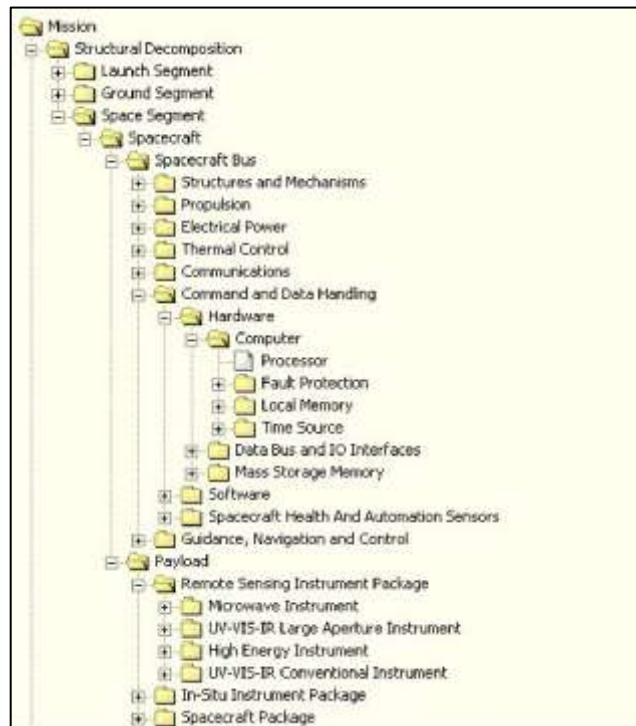 Mission
Structural Decomposition
Launch Segment
Ground Segment
Space Segment
Spacecraft
Spacecraft Bus
Structures and Mechanisms
Propulsion
Electrical Power
Thermal Control
Communications
Command and Data Handling
Hardware
Computer
Processor
Fault Protection
Local Memory
Time Source
Data Bus and IO Interfaces
Mass Storage Memory
Software
Spacecraft Health And Automation Sensors
Guidance, Navigation and Control
Payload
Remote Sensing Instrument Package
Microwave Instrument
UV-VIS-IR Large Aperture Instrument
High Energy Instrument
UV-VIS-IR Conventional Instrument
In-Situ Instrument Package
Spacecraft Package